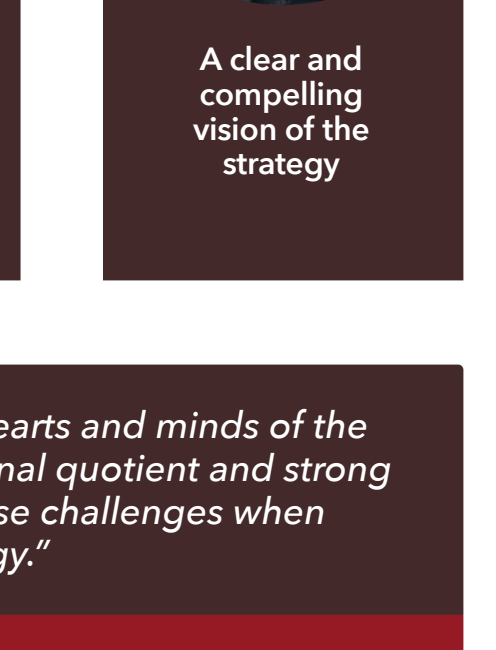 A clear and
compelling
vision of the
strategy
earts and minds of the
nal quotient and strong
se challenges when
gy.”